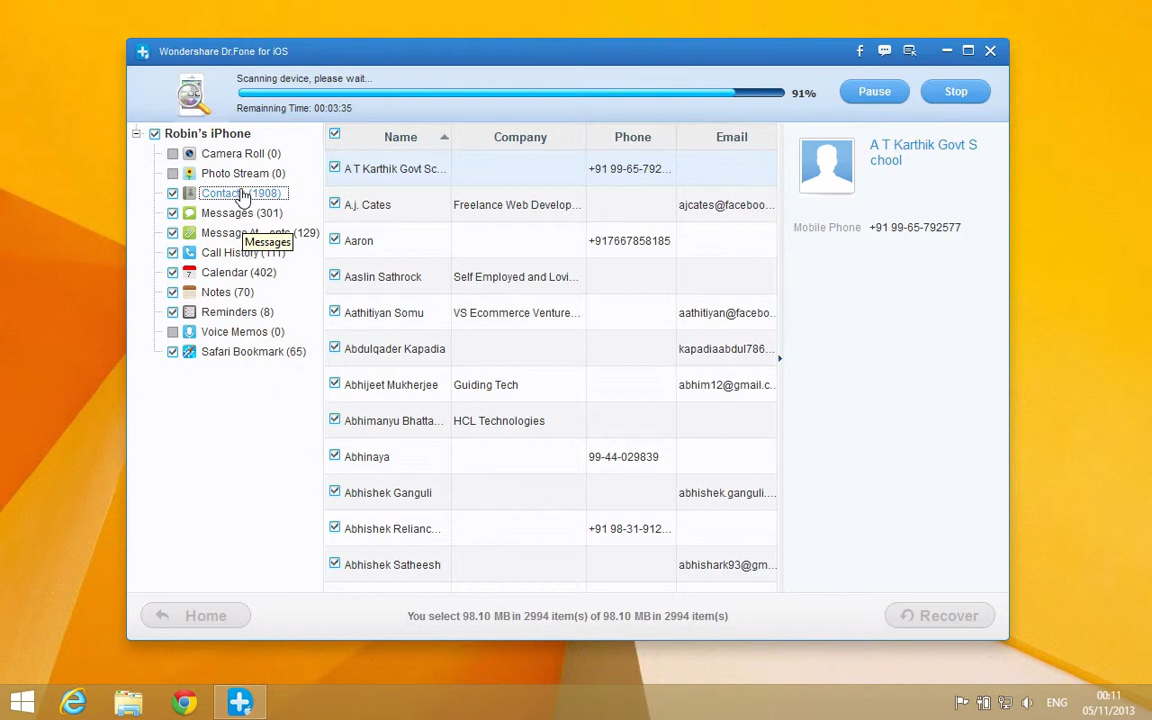 Wondershare Dr.Fone for iOS
Scanning device, please wait...
91%
Pause
Stop
Remaining Time: 00:03:35
Robin's iPhone
Camera Roll (0)
Photo Stream (0)
Contact (1908)
Messages (301)
Message At ents (129)
Messages
Call History (111)
Calendar (402)
Notes (70)
Reminders (8)
Voice Memos (0)
Safari Bookmark (65)
Name Company Phone Email
A T Karthik Govt Sc... +91 99-65-792...
A.j. Cates Freelance Web Develop... ajcates@faceboo...
Aaron +917667858185
Aaslin Sathrock Self Employed and Lovi...
Aathitiyan Somu VS Ecommerce Venture... aathitiyan@facebo...
Abdulqader Kapadia kapadiaabdul786...
Abhijeet Mukherjee Guiding Tech abhim12@gmail.c...
Abhimanyu Bhatta... HCL Technologies
Abhinaya 99-44-029839
Abhishek Ganguli abhishek.ganguli....
Abhishek Relianc... +91 98-31-912...
Abhishek Satheesh abhishark93@gm...
A T Karthik Govt S
chool
Mobile Phone +91 99-65-792577
Home
You select 98.10 MB in 2994 item(s) of 98.10 MB in 2994 item(s)
Recover
ENG
00:11
05/11/2013